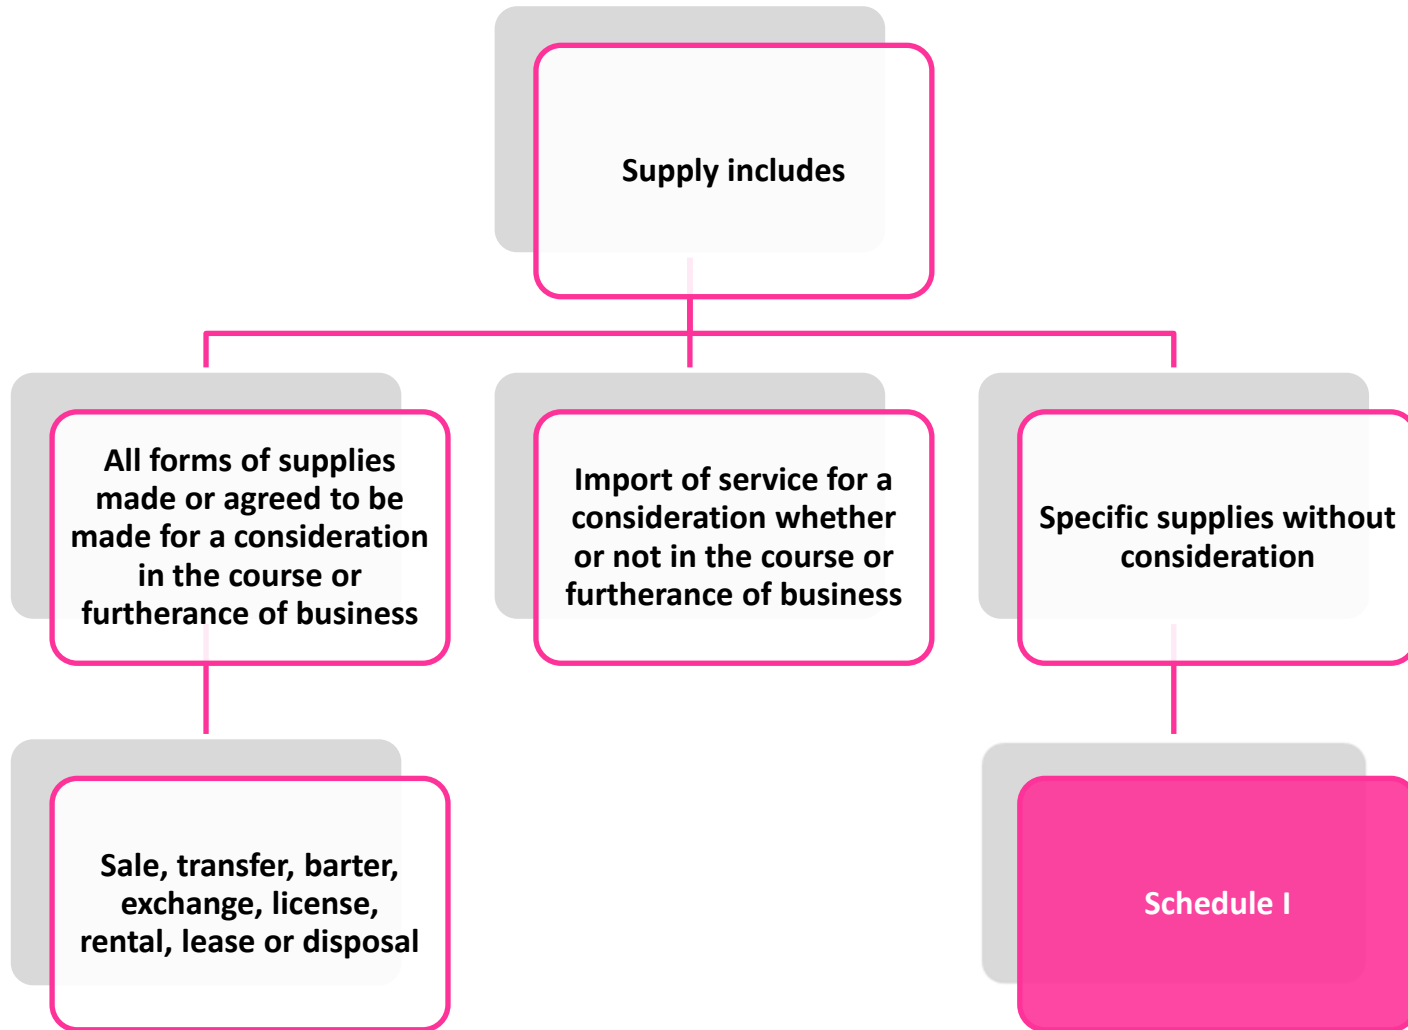 Supply includes
All forms of supplies
made or agreed to be
made for a consideration
in the course or
furtherance of business
Import of service for a
consideration whether
or not in the course or
furtherance of business
Specific supplies without
consideration
Sale, transfer, barter,
exchange, license,
rental, lease or disposal
Schedule I